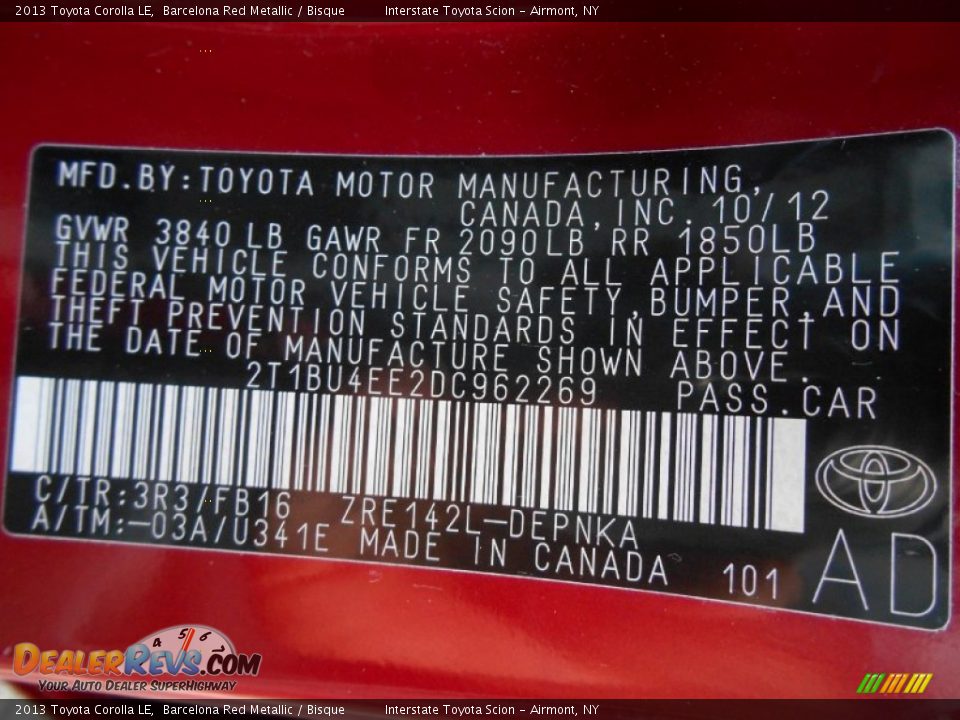 2013 Toyota Corolla LE, Barcelona Red Metallic / Bisque Interstate Toyota Scion - Airmont, NY
MFD.BY:TOYOTA MOTOR MANUFACTURING,
CANADA,INC. 10/12
GVWR 3840LB GAWR FR 2090LB RR 1850LB
THIS VEHICLE CONFORMS TO ALL APPLICABLE
FEDERAL MOTOR VEHICLE SAFETY,BUMPER,AND
THEFT PREVENTION STANDARDS IN EFFECT ON
THE DATE OF MANUFACTURE SHOWN ABOVE.
2T1BU4EE2DC962269 PASS.CAR
C/TR:3R3/FB16 ZRE142L-DEPNKA
A/TM:-03A/U341E MADE IN CANADA 101
AD
4 5 6
DEALERREVS.COM
YOUR AUTO DEALER SUPERHIGHWAY
2013 Toyota Corolla LE, Barcelona Red Metallic / Bisque Interstate Toyota Scion - Airmont, NY